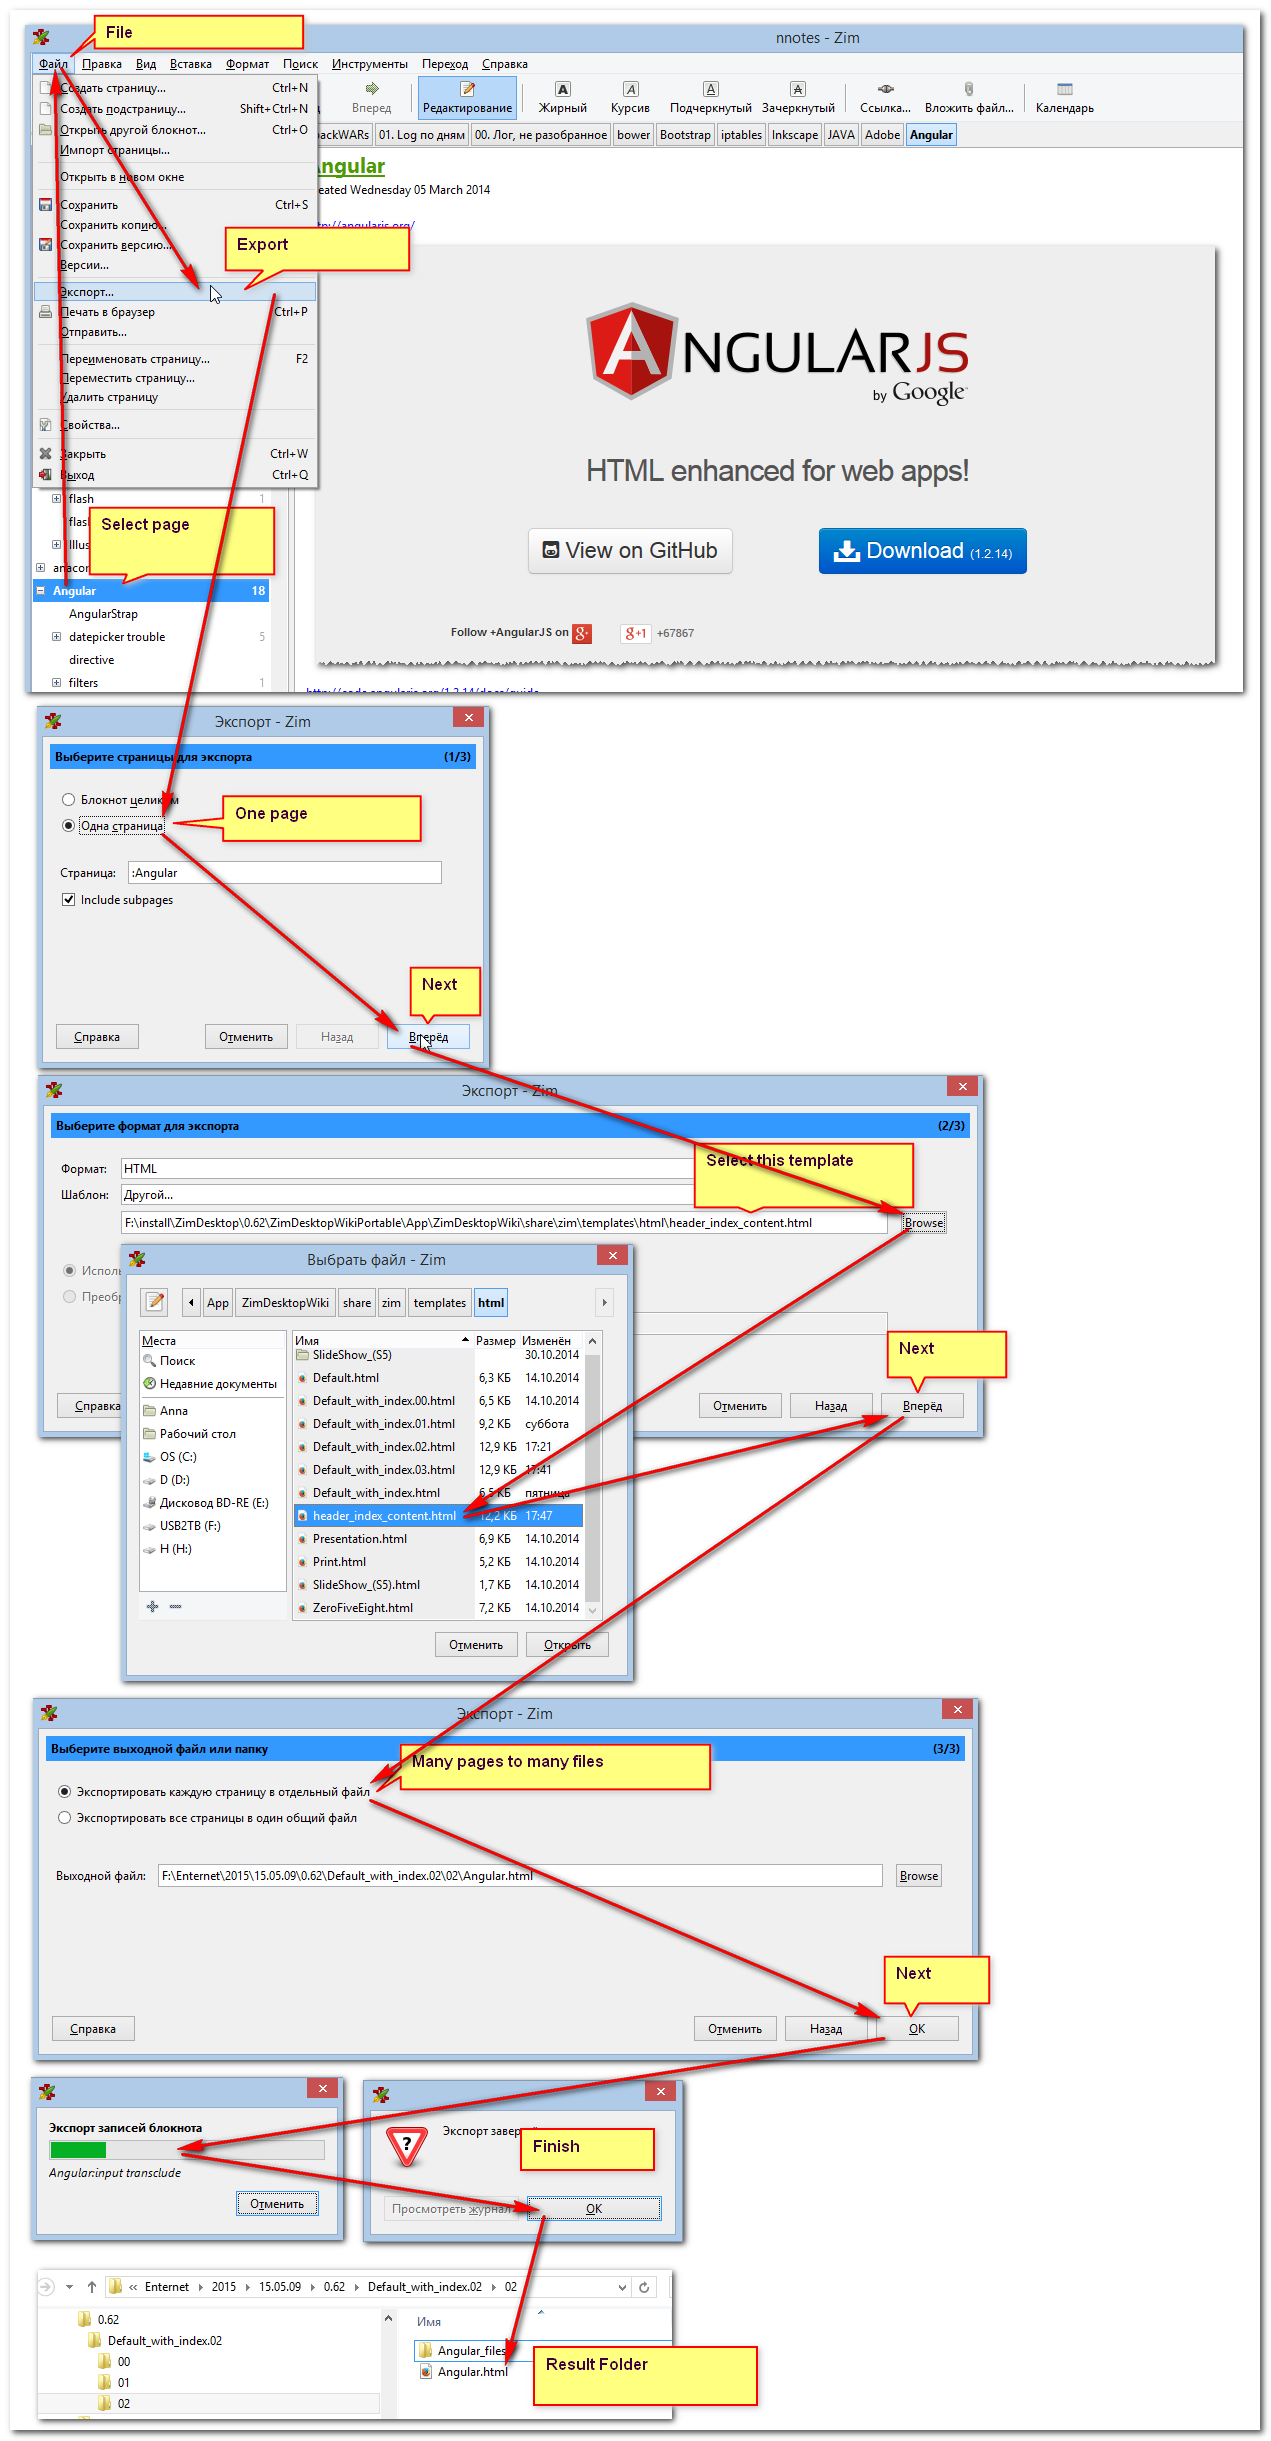 File
nnotes - Zim
Файл Правка Вид Вставка Формат Поиск Инструменты Переход Справка
Создать страницу... Ctrl+N
Создать подстраницу... Shift+Ctrl+N
Открыть другой блокнот... Ctrl+O
Импорт страницы...
Открыть в новом окне
Сохранить Ctrl+S
Сохранить копию...
Сохранить версию...
Версии...
Экспорт...
Печать в браузер Ctrl+P
Отправить...
Переименовать страницу... F2
Переместить страницу...
Удалить страницу
Свойства...
Закрыть Ctrl+W
Выход Ctrl+Q
Export
Вперед Редактирование Жирный Курсив Подчеркнутый Зачеркнутый Ссылка... Вложить файл... Календарь
ackWARs 01. Log по дням 00. Лог, не разобранное bower Bootstrap iptables Inkscape JAVA Adobe Angular
Angular
eated Wednesday 05 March 2014
tp://angularjs.org/
ANGULARJS
by Google
HTML enhanced for web apps!
View on GitHub Download (1.2.14)
Follow +AngularJS on g+ g+1 +67867
http://code.angularjs.org/1.2.14/docs/guide
flash 1
flas
Illus
anacor
Select page
Angular 18
AngularStrap
datepicker trouble 5
directive
filters 1
Экспорт - Zim
Выберите страницы для экспорта (1/3)
Блокнот целиком
Одна страница
One page
Страница: :Angular
Include subpages
Next
Справка Отменить Назад Вперёд
Экспорт - Zim
Выберите формат для экспорта (2/3)
Select this template
Формат: HTML
Шаблон: Другой...
F:\install\ZimDesktop\0.62\ZimDesktopWikiPortable\App\ZimDesktopWiki\share\zim\templates\html\header_index_content.html Browse
Исполь
Преобр
Next
Справка Отменить Назад Вперёд
Выбрать файл - Zim
App ZimDesktopWiki share zim templates html
Места
Поиск
Недавние документы
Anna
Рабочий стол
OS (C:)
D (D:)
Дисковод BD-RE (E:)
USB2TB (F:)
H (H:)
Имя Размер Изменён
SlideShow_(S5) 30.10.2014
Default.html 6,3 КБ 14.10.2014
Default_with_index.00.html 6,5 КБ 14.10.2014
Default_with_index.01.html 9,2 КБ суббота
Default_with_index.02.html 12,9 КБ 17:21
Default_with_index.03.html 12,9 КБ 17:41
Default_with_index.html 6,5 КБ пятница
header_index_content.html 12,2 КБ 17:47
Presentation.html 6,9 КБ 14.10.2014
Print.html 5,2 КБ 14.10.2014
SlideShow_(S5).html 1,7 КБ 14.10.2014
ZeroFiveEight.html 7,2 КБ 14.10.2014
Отменить Открыть
Экспорт - Zim
Выберите выходной файл или папку (3/3)
Many pages to many files
Экспортировать каждую страницу в отдельный файл
Экспортировать все страницы в один общий файл
Выходной файл: F:\Enternet\2015\15.05.09\0.62\Default_with_index.02\02\Angular.html Browse
Next
Справка Отменить Назад OK
Экспорт записей блокнота
Angular:input transclude
Отменить
Экспорт завер
Finish
Просмотреть журнал OK
« Enternet 2015 15.05.09 0.62 Default_with_index.02 02
0.62
Default_with_index.02
00
01
02
Имя
Angular_files
Angular.html
Result Folder